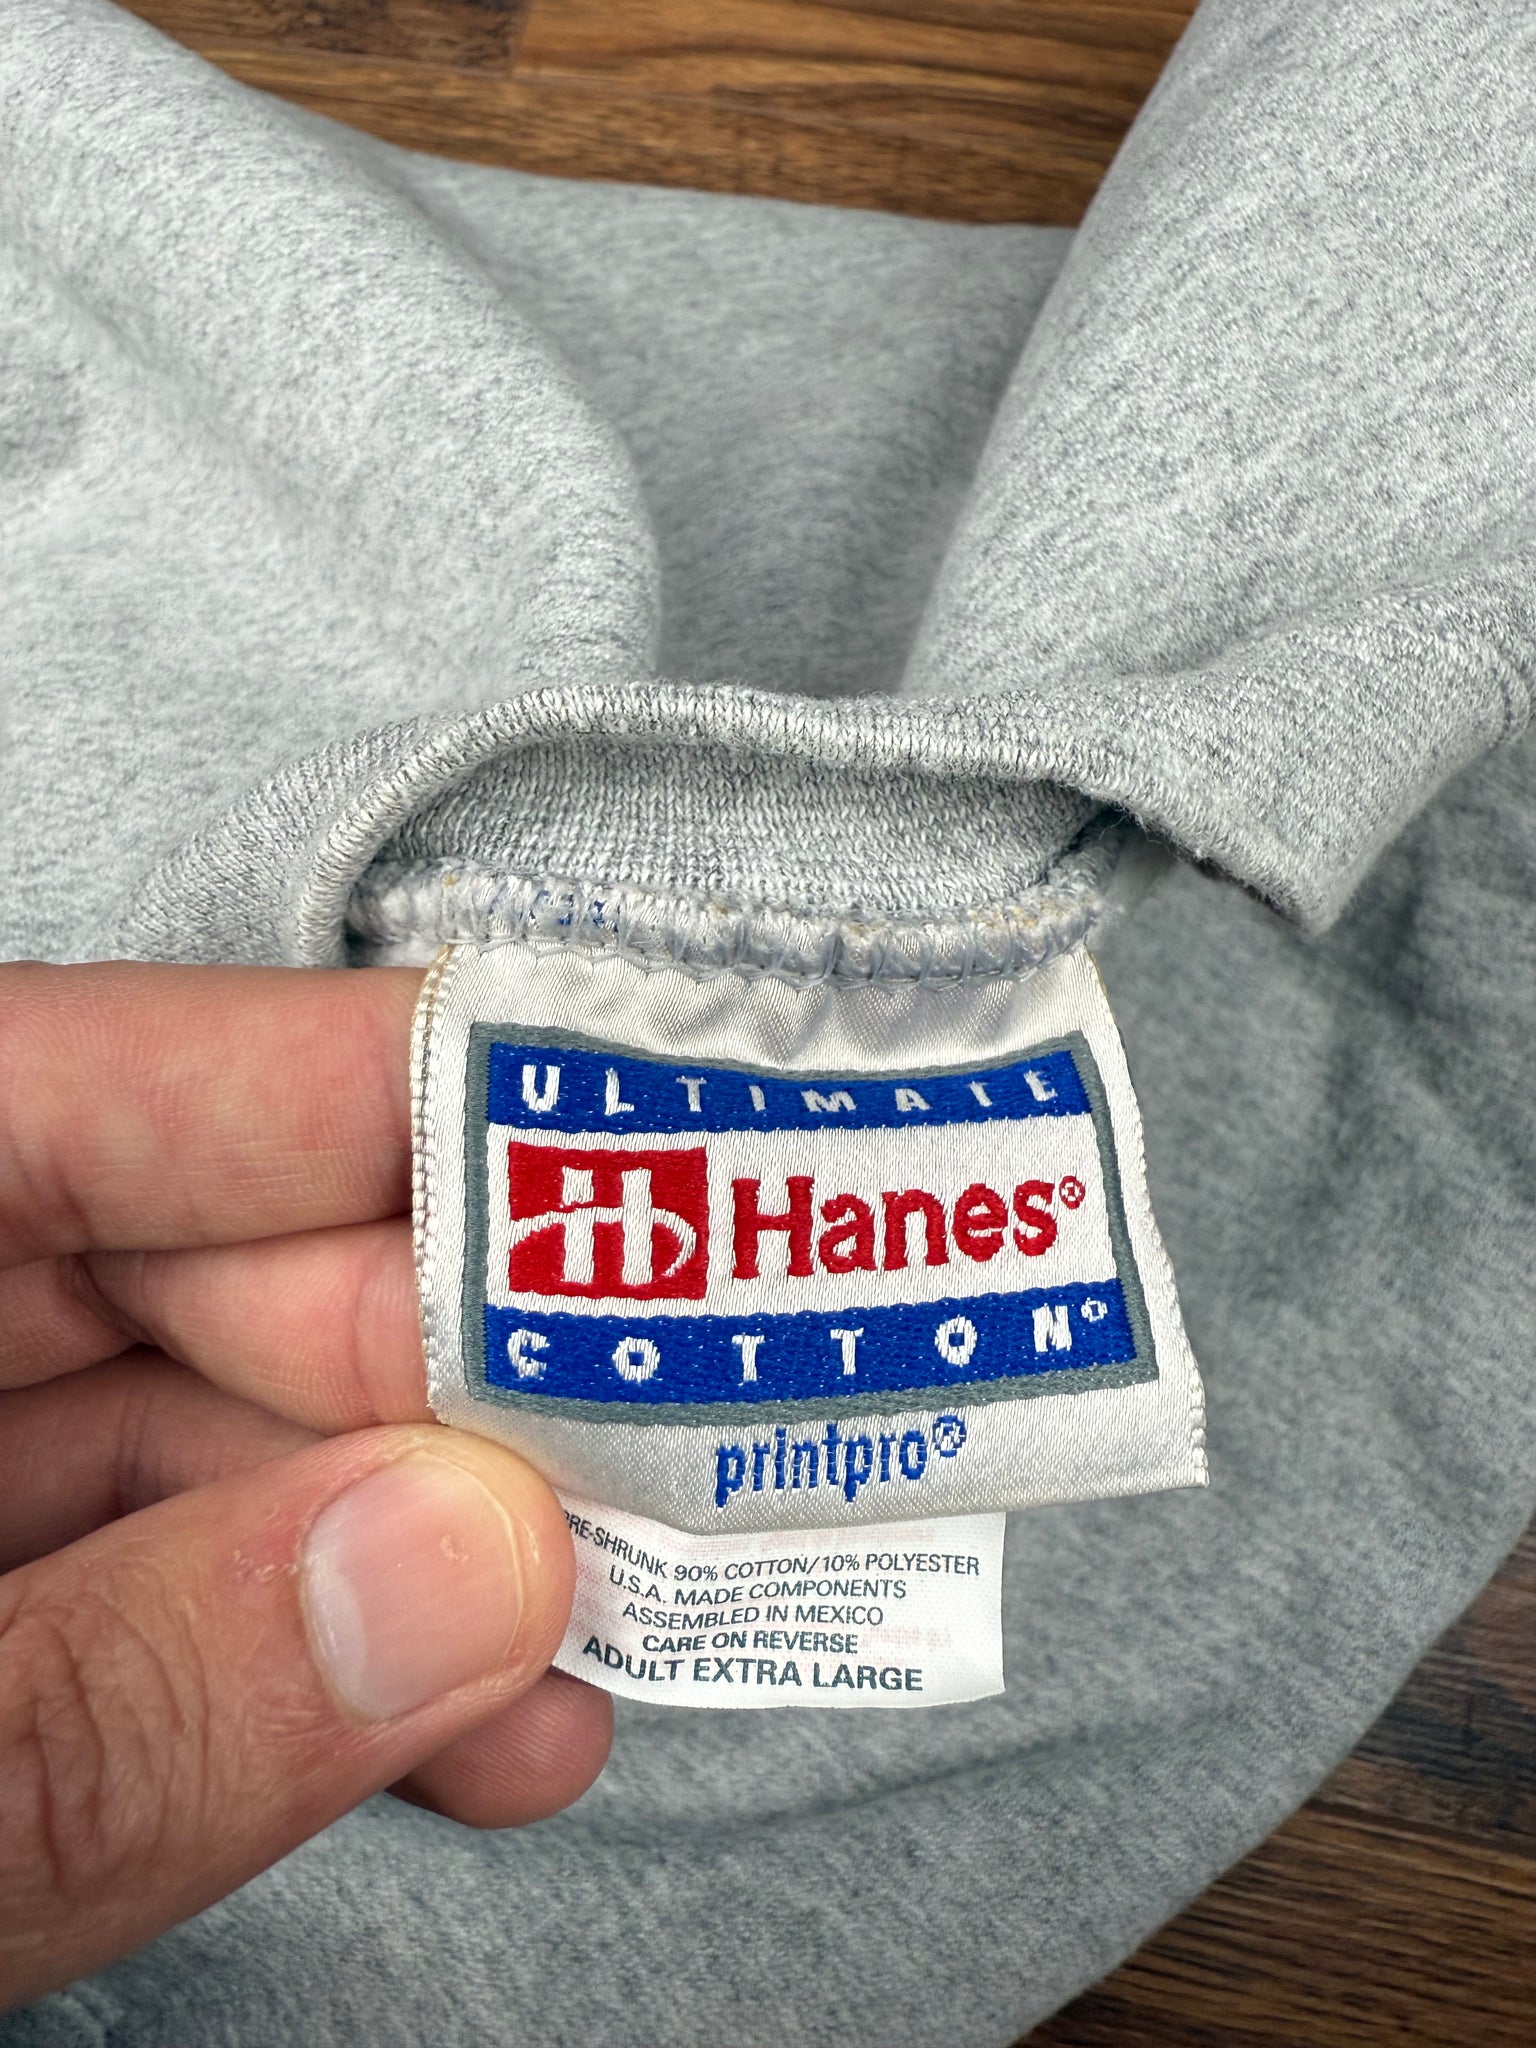 ULTIMATE
Hanes®
COTTON®
printpro®
PRE-SHRUNK 90% COTTON/10% POLYESTER
U.S.A. MADE COMPONENTS
ASSEMBLED IN MEXICO
CARE ON REVERSE
ADULT EXTRA LARGE